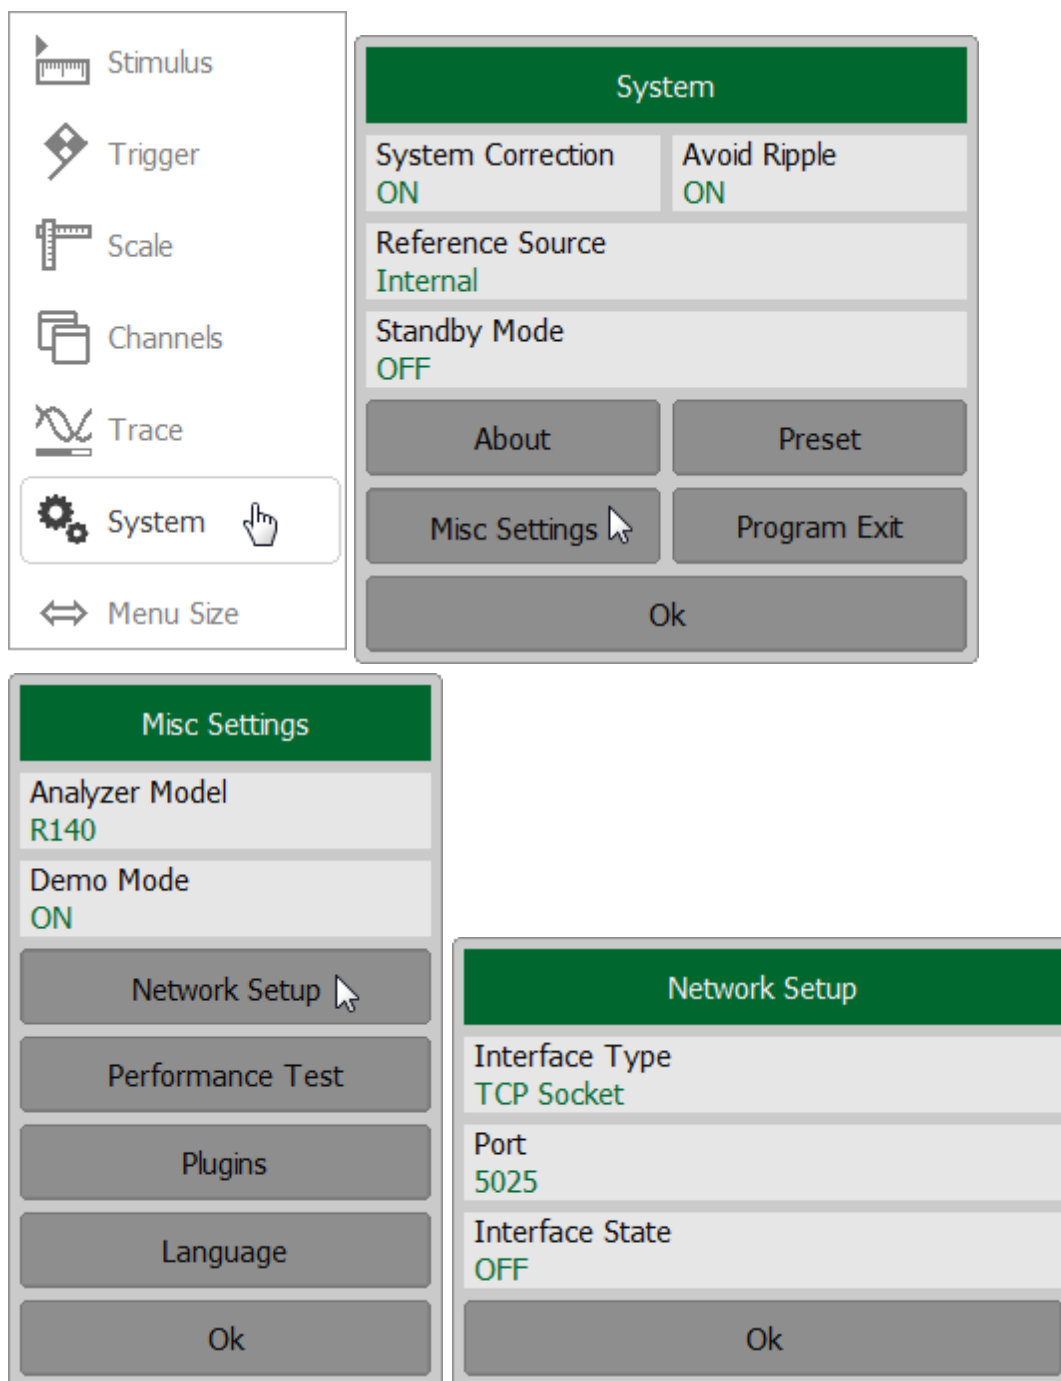 Stimulus
Trigger
Scale
Channels
Trace
System
Menu Size
System
System Correction
ON
Avoid Ripple
ON
Reference Source
Internal
Standby Mode
OFF
About
Preset
Misc Settings
Program Exit
Ok
Misc Settings
Analyzer Model
R140
Demo Mode
ON
Network Setup
Performance Test
Plugins
Language
Ok
Network Setup
Interface Type
TCP Socket
Port
5025
Interface State
OFF
Ok